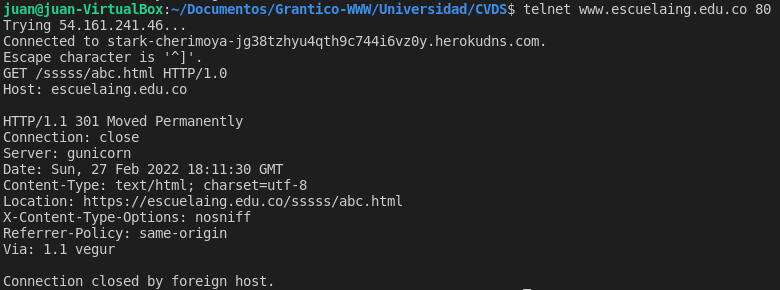 juan@juan-VirtualBox:~/Documentos/Grantico-WWW/Universidad/CVDS$ telnet www.escuelaing.edu.co 80
Trying 54.161.241.46...
Connected to stark-cherimoya-jg38tzhyu4qth9c744i6vz0y.herokudns.com.
Escape character is '^]'.
GET /sssss/abc.html HTTP/1.0
Host: escuelaing.edu.co

HTTP/1.1 301 Moved Permanently
Connection: close
Server: gunicorn
Date: Sun, 27 Feb 2022 18:11:30 GMT
Content-Type: text/html; charset=utf-8
Location: https://escuelaing.edu.co/sssss/abc.html
X-Content-Type-Options: nosniff
Referrer-Policy: same-origin
Via: 1.1 vegur

Connection closed by foreign host.